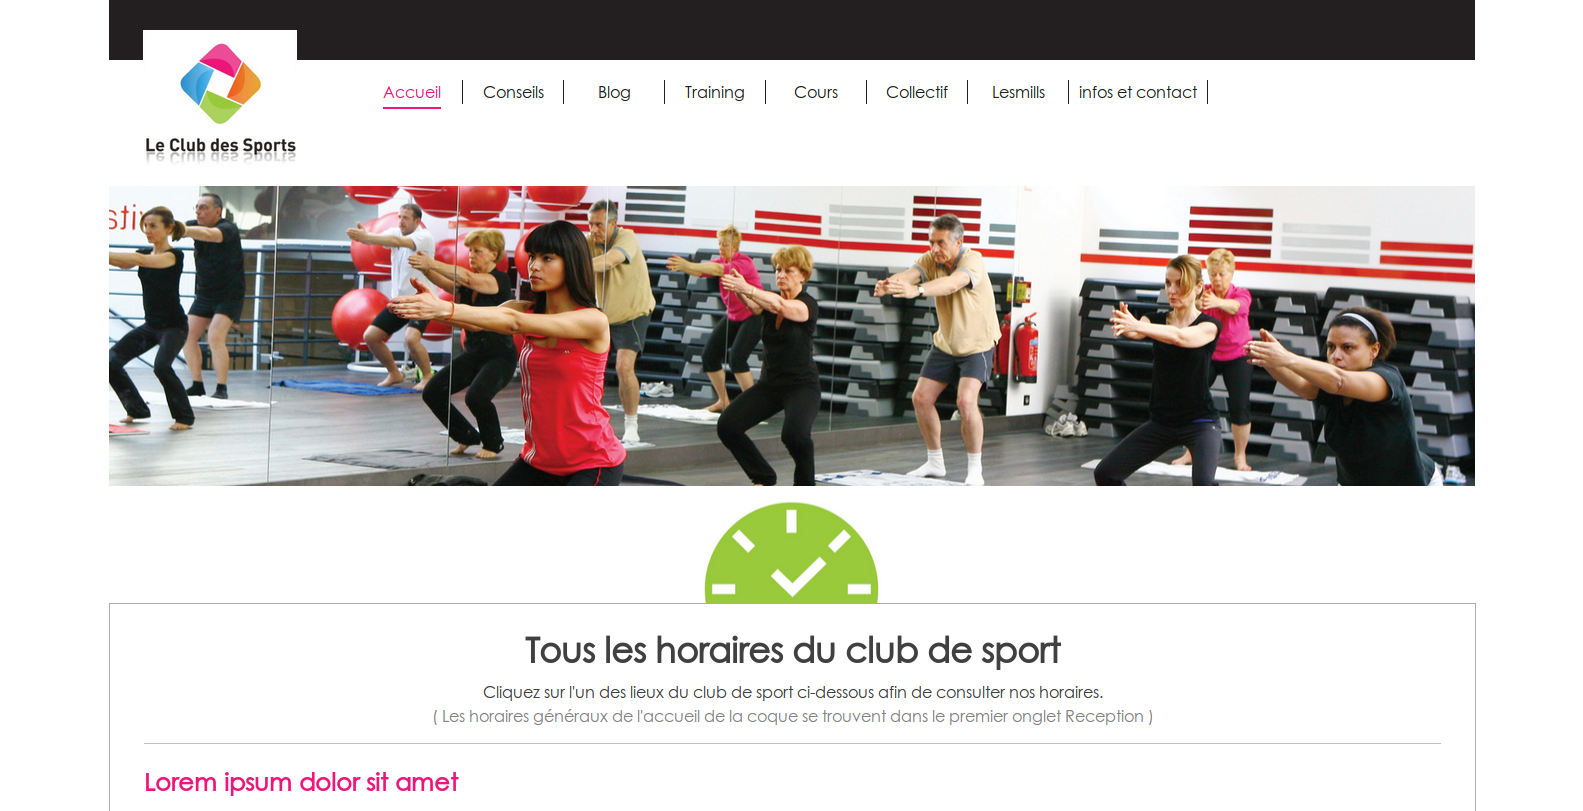 Le Club des Sports
Accueil
Conseils
Blog
Training
Cours
Collectif
Lesmills
infos et contact
Tous les horaires du club de sport
Cliquez sur l'un des lieux du club de sport ci-dessous afin de consulter nos horaires.
( Les horaires généraux de l'accueil de la coque se trouvent dans le premier onglet Reception )
Lorem ipsum dolor sit amet